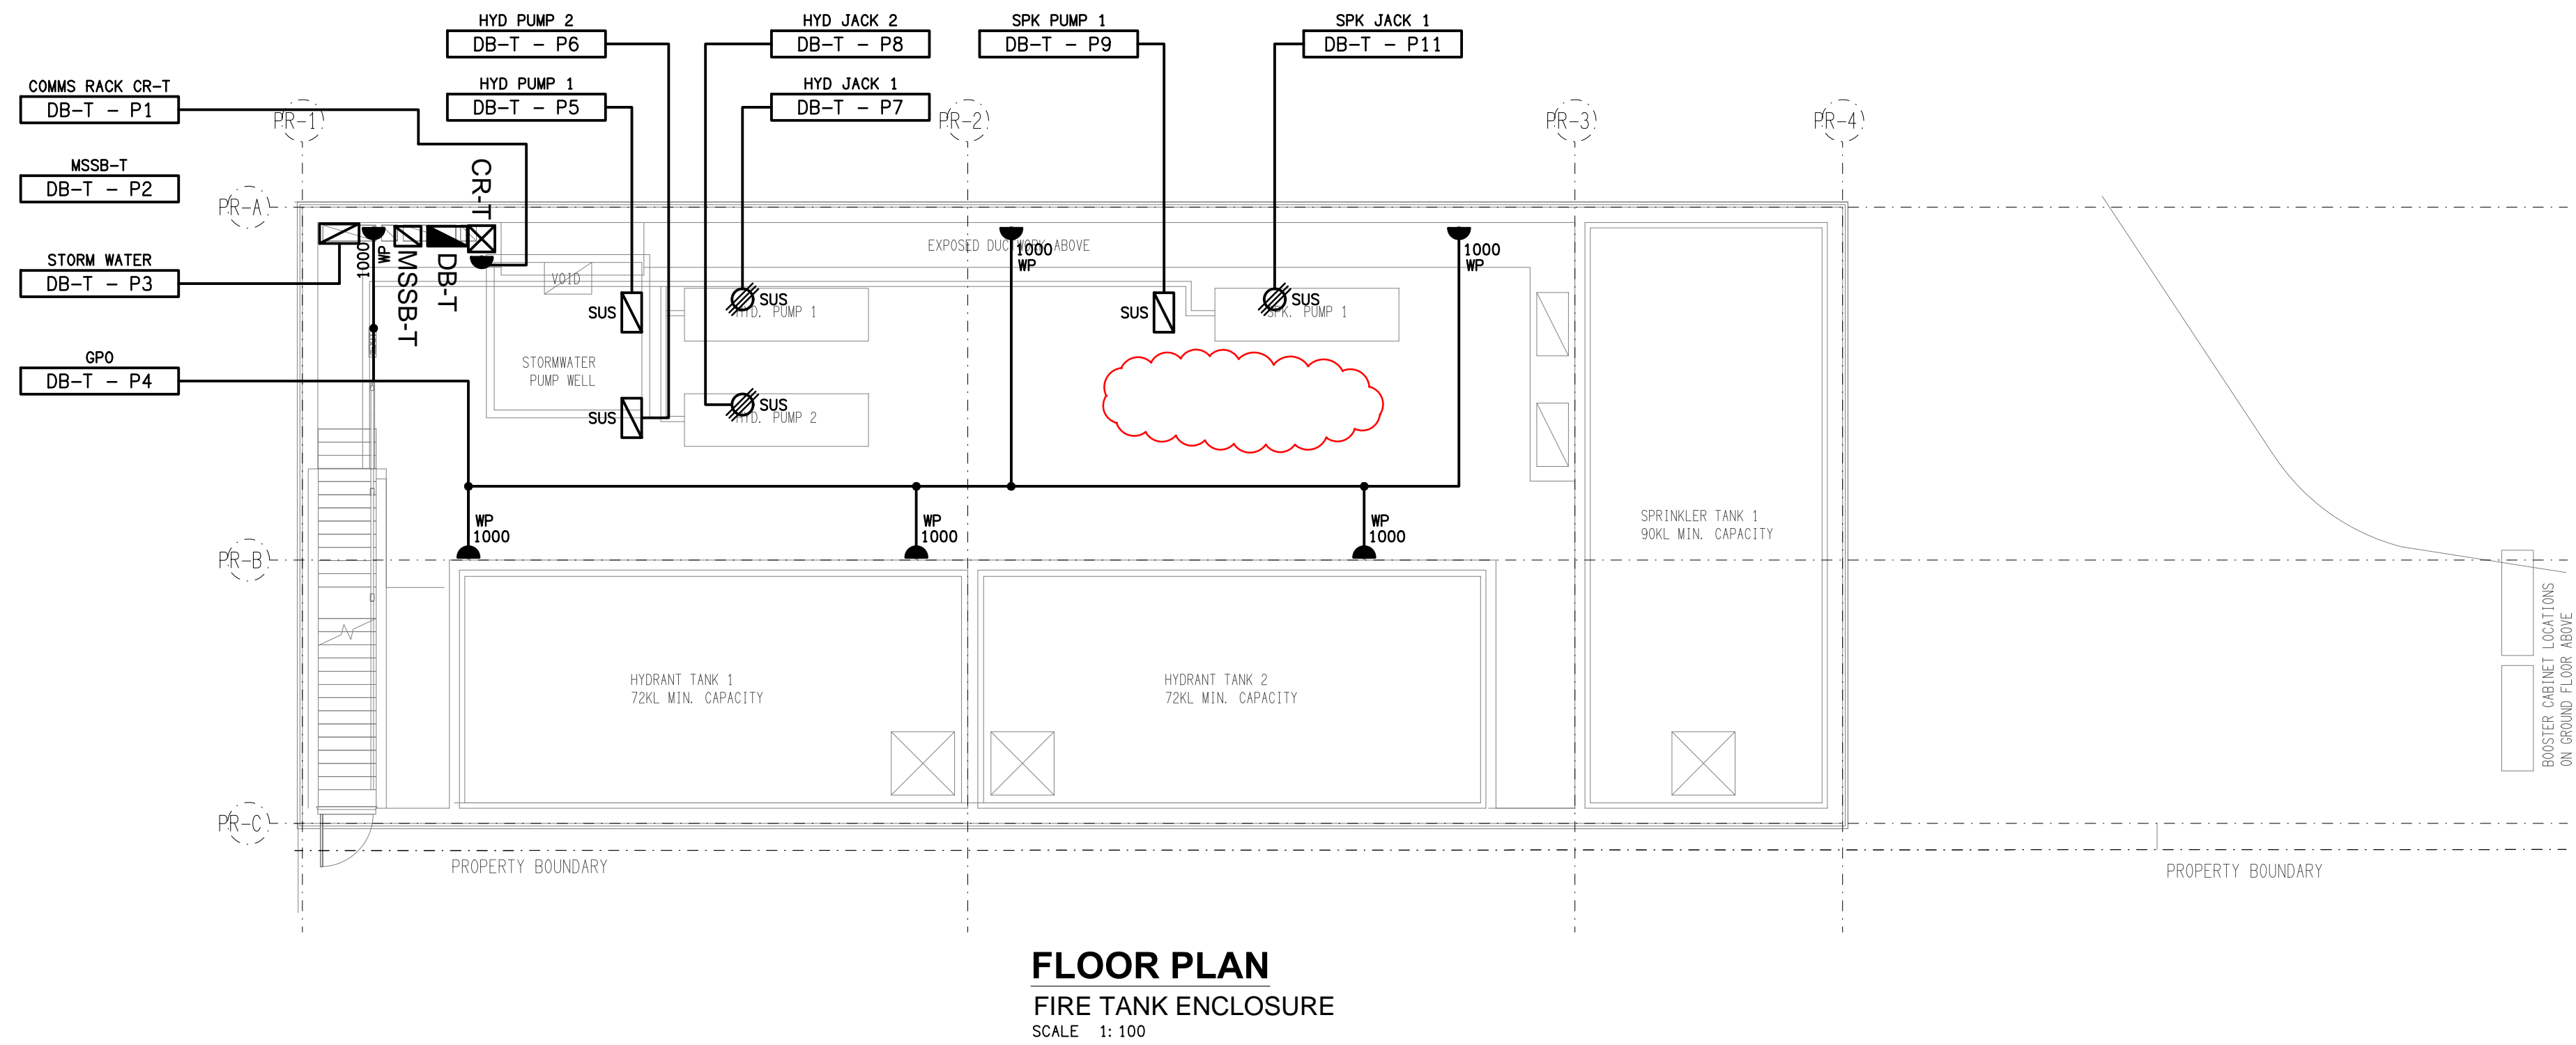 HYD PUMP 2
DB-T - P6
HYD JACK 2
DB-T - P8
SPK PUMP 1
DB-T - P9
SPK JACK 1
DB-T - P11
COMMS RACK CR-T
DB-T - P1
HYD PUMP 1
DB-T - P5
HYD JACK 1
DB-T - P7
PR-1
PR-2
PR-3
PR-4
MSSB-T
DB-T - P2
CR-T
PR-A
STORM WATER
DB-T - P3
1000
WP
MSSB-T
DB-T
EXPOSED DUCTWORK ABOVE
1000
WP
1000
WP
VOID
SUS
SUS
HYD. PUMP 1
SUS
SUS
SPK. PUMP 1
GPO
DB-T - P4
STORMWATER
PUMP WELL
SUS
SUS
HYD. PUMP 2
WP
1000
WP
1000
WP
1000
SPRINKLER TANK 1
90KL MIN. CAPACITY
PR-B
HYDRANT TANK 1
72KL MIN. CAPACITY
HYDRANT TANK 2
72KL MIN. CAPACITY
BOOSTER CABINET LOCATIONS
ON GROUND FLOOR ABOVE
PR-C
PROPERTY BOUNDARY
PROPERTY BOUNDARY
FLOOR PLAN
FIRE TANK ENCLOSURE
SCALE 1:100